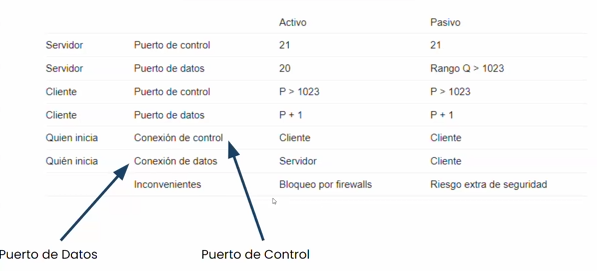 Activo Pasivo
Servidor Puerto de control 21 21
Servidor Puerto de datos 20 Rango Q > 1023
Cliente Puerto de control P > 1023 P > 1023
Cliente Puerto de datos P + 1 P + 1
Quien inicia Conexión de control Cliente Cliente
Quién inicia Conexión de datos Servidor Cliente
Inconvenientes Bloqueo por firewalls Riesgo extra de seguridad
Puerto de Datos Puerto de Control